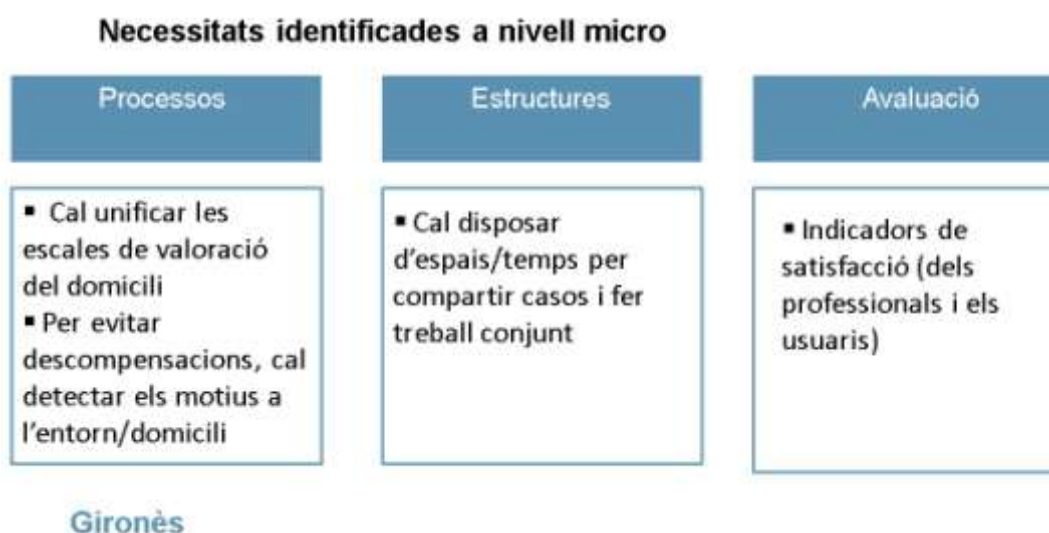 Necessitats identificades a nivell micro
Processos
▪ Cal unificar les
escales de valoració
del domicili
▪ Per evitar
descompensacions, cal
detectar els motius a
l'entorn/domicili
Estructures
▪ Cal disposar
d'espais/temps per
compartir casos i fer
treball conjunt
Avaluació
▪ Indicadors de
satisfacció (dels
professionals i els
usuaris)
Gironès